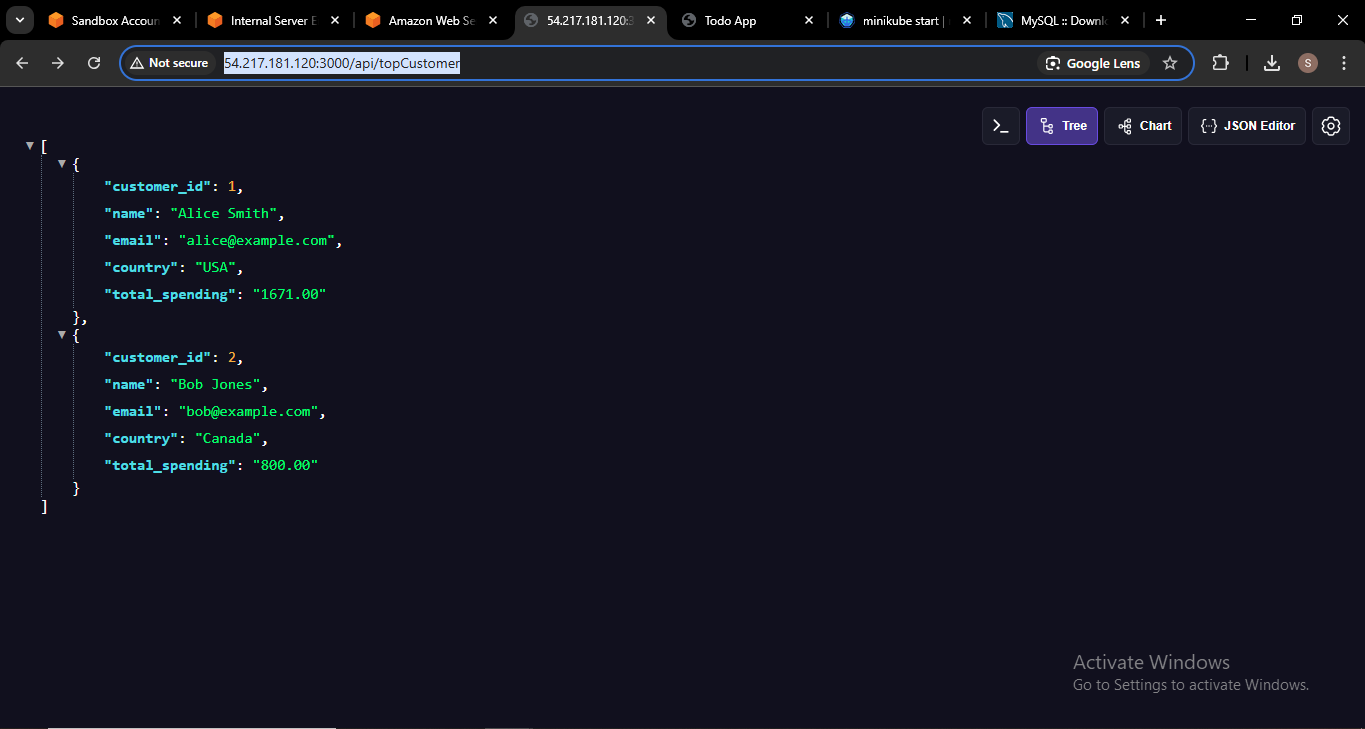 Sandbox Accoun
Internal Server E
Amazon Web Se
54.217.181.120:3
Todo App
minikube start |
MySQL :: Downl
Not secure
54.217.181.120:3000/api/topCustomer
Google Lens
S
>_
Tree
Chart
{··} JSON Editor
[
{
"customer_id": 1,
"name": "Alice Smith",
"email": "alice@example.com",
"country": "USA",
"total_spending": "1671.00"
},
{
"customer_id": 2,
"name": "Bob Jones",
"email": "bob@example.com",
"country": "Canada",
"total_spending": "800.00"
}
]
Activate Windows
Go to Settings to activate Windows.